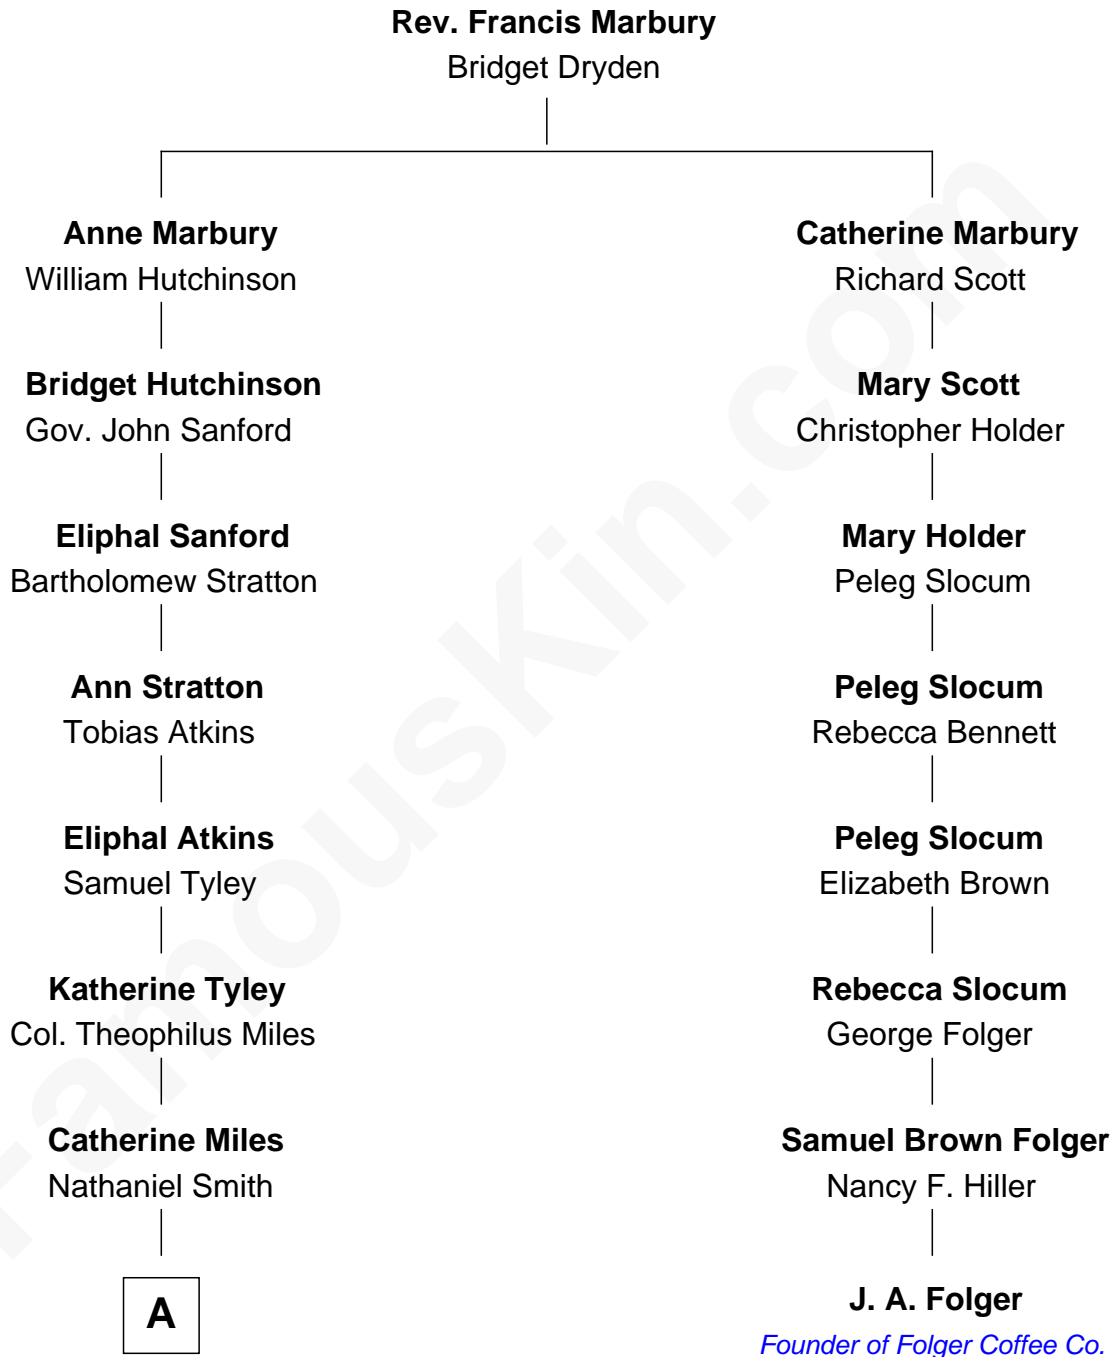 Rev. Francis Marbury
Bridget Dryden
Anne Marbury
William Hutchinson
Catherine Marbury
Richard Scott
Bridget Hutchinson
Gov. John Sanford
Mary Scott
Christopher Holder
Eliphal Sanford
Bartholomew Stratton
Mary Holder
Peleg Slocum
Ann Stratton
Tobias Atkins
Peleg Slocum
Rebecca Bennett
Eliphal Atkins
Samuel Tyley
Peleg Slocum
Elizabeth Brown
Katherine Tyley
Col. Theophilus Miles
Rebecca Slocum
George Folger
Catherine Miles
Nathaniel Smith
Samuel Brown Folger
Nancy F. Hiller
A
J. A. Folger
Founder of Folger Coffee Co.
FamousKin.com